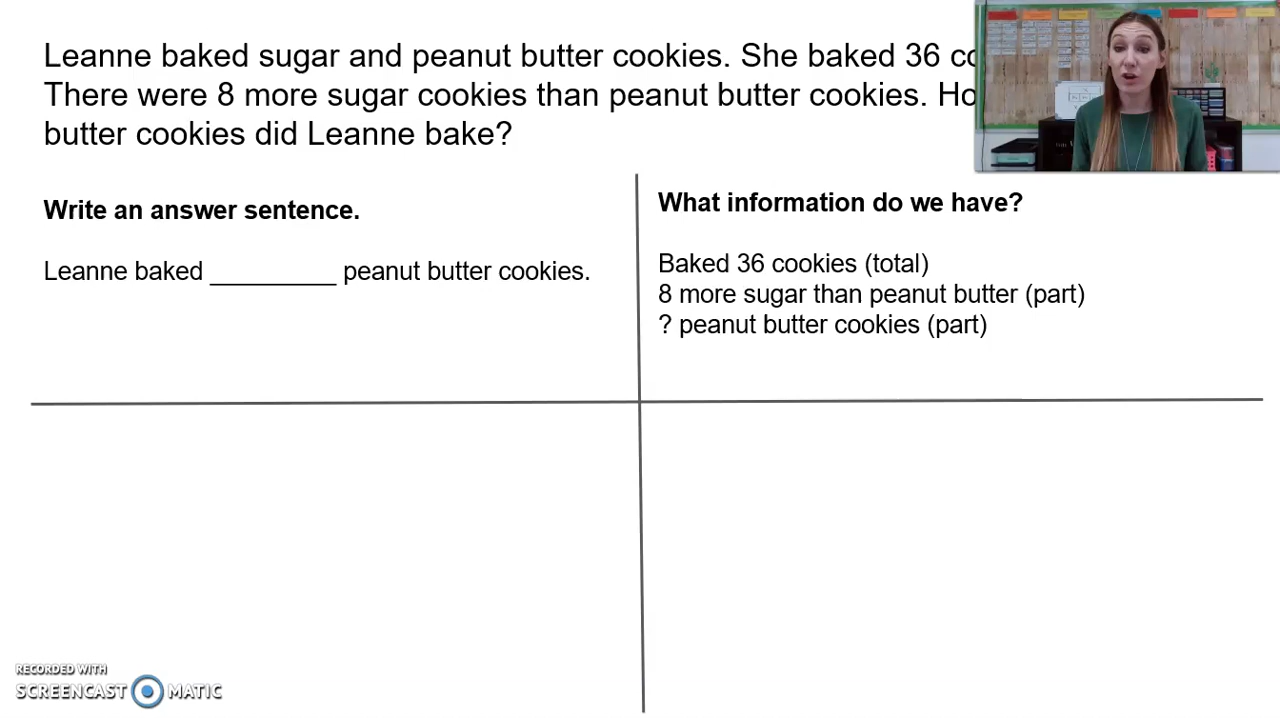 Leanne baked sugar and peanut butter cookies. She baked 36
There were 8 more sugar cookies than peanut butter cookies.
butter cookies did Leanne bake?
Write an answer sentence.
Leanne baked _________ peanut butter cookies.
What information do we have?
Baked 36 cookies (total)
8 more sugar than peanut butter (part)
? peanut butter cookies (part)
RECORDED WITH
SCREENCAST MATIC